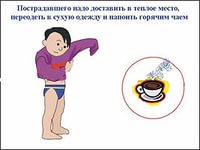 Пострадавшего надо доставить в теплое место,
переодеть в сухую одежду и напоить горячим чаем